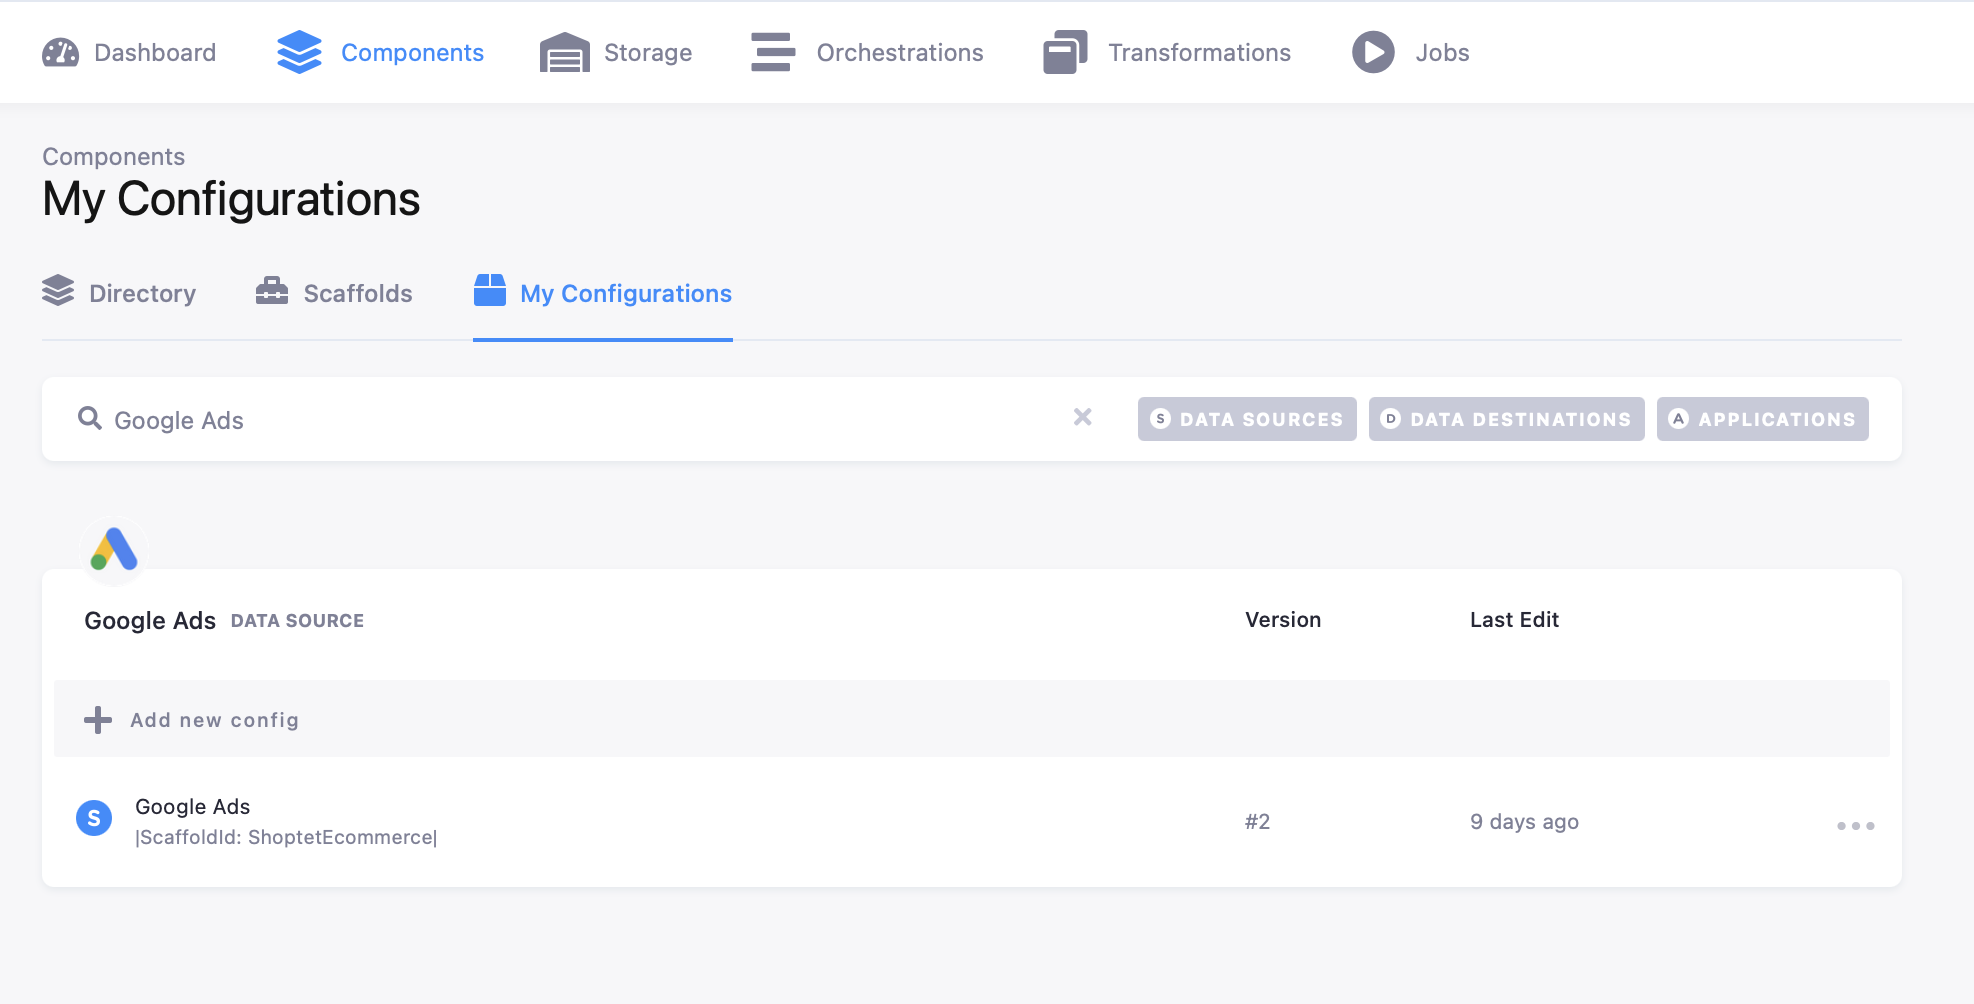 Dashboard Components Storage Orchestrations Transformations Jobs
Components
My Configurations
Directory Scaffolds My Configurations
Google Ads S DATA SOURCES D DATA DESTINATIONS A APPLICATIONS
Google Ads DATA SOURCE Version Last Edit
Add new config
S Google Ads #2 9 days ago
|ScaffoldId: ShoptetEcommerce|